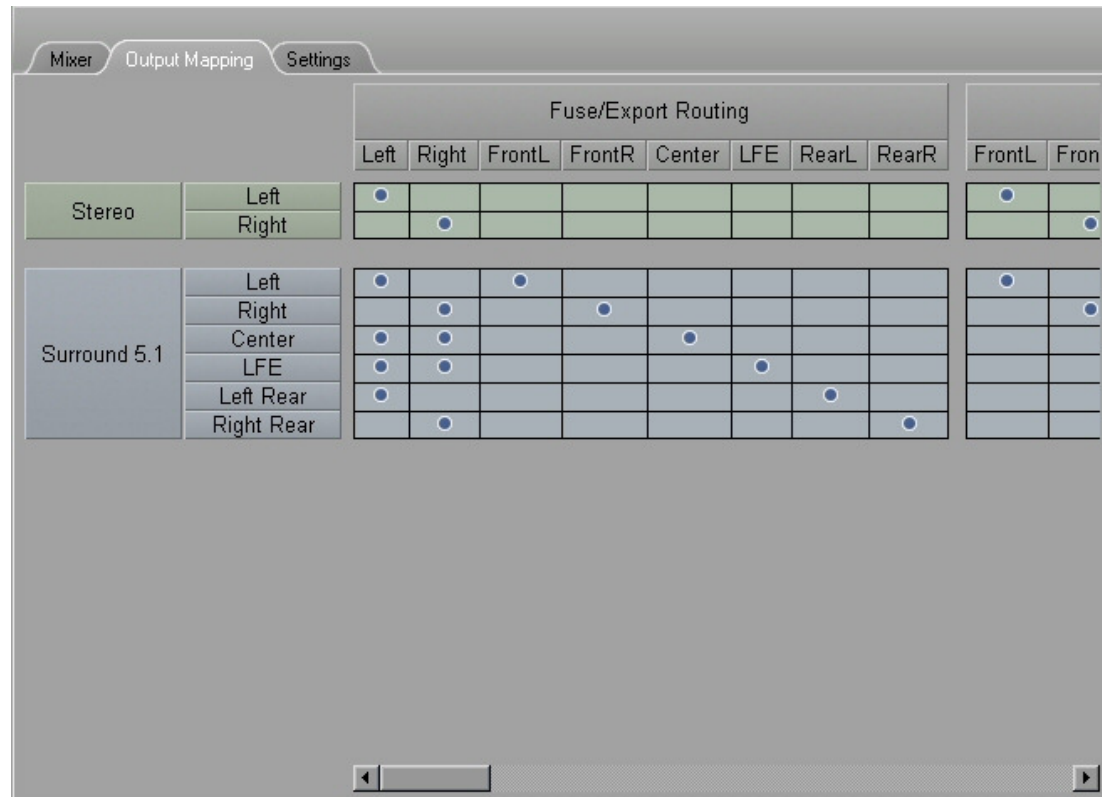 Mixer Output Mapping Settings
Fuse/Export Routing
Left Right FrontL FrontR Center LFE RearL RearR FrontL Fron
Stereo
Left
Right
Surround 5.1
Left
Right
Center
LFE
Left Rear
Right Rear